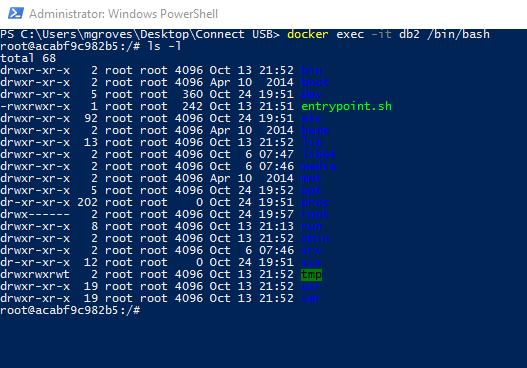 Administrator: Windows PowerShell
PS C:\Users\mgroves\Desktop\Connect USB> docker exec -it db2 /bin/bash
root@acabf9c982b5:/# ls -l
total 68
drwxr-xr-x   2 root root 4096 Oct 13 21:52 bin
drwxr-xr-x   2 root root 4096 Apr 10  2014 boot
drwxr-xr-x   5 root root  360 Oct 24 19:51 dev
-rwxrwxr-x   1 root root  242 Oct 13 21:51 entrypoint.sh
drwxr-xr-x  92 root root 4096 Oct 24 19:51 etc
drwxr-xr-x   2 root root 4096 Apr 10  2014 home
drwxr-xr-x  13 root root 4096 Oct 13 21:52 lib
drwxr-xr-x   2 root root 4096 Oct  6 07:47 lib64
drwxr-xr-x   2 root root 4096 Oct  6 07:46 media
drwxr-xr-x   2 root root 4096 Apr 10  2014 mnt
drwxr-xr-x   5 root root 4096 Oct 24 19:52 opt
dr-xr-xr-x 202 root root    0 Oct 24 19:51 proc
drwx------   2 root root 4096 Oct 24 19:57 root
drwxr-xr-x   8 root root 4096 Oct 13 21:13 run
drwxr-xr-x   2 root root 4096 Oct 13 21:52 sbin
drwxr-xr-x   2 root root 4096 Oct  6 07:46 srv
dr-xr-xr-x  12 root root    0 Oct 24 19:51 sys
drwxrwxrwt   2 root root 4096 Oct 13 21:52 tmp
drwxr-xr-x  19 root root 4096 Oct 13 21:52 usr
drwxr-xr-x  19 root root 4096 Oct 13 21:52 var
root@acabf9c982b5:/#